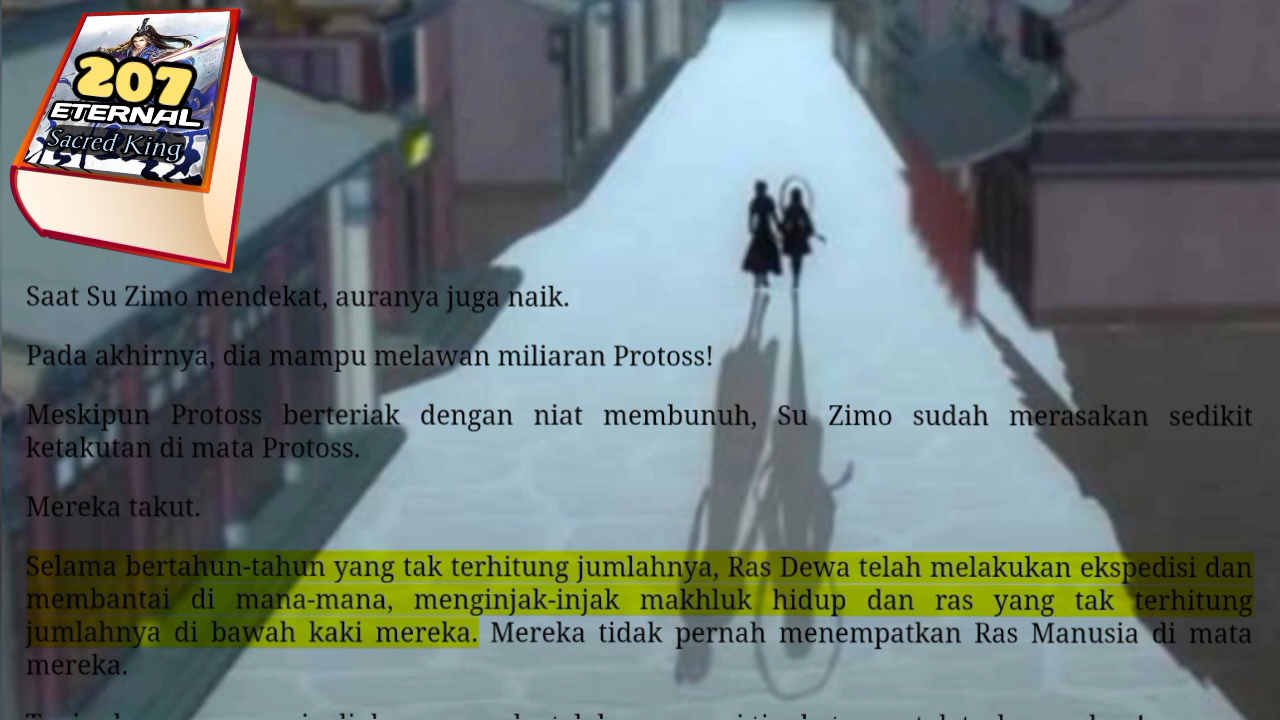 207
ETERNAL
Sacred King
Saat Su Zimo mendekat, auranya juga naik.
Pada akhirnya, dia mampu melawan miliaran Protoss!
Meskipun Protoss berteriak dengan niat membunuh, Su Zimo sudah merasakan sedikit
ketakutan di mata Protoss.
Mereka takut.
Selama bertahun-tahun yang tak terhitung jumlahnya, Ras Dewa telah melakukan ekspedisi dan
membantai di mana-mana, menginjak-injak makhluk hidup dan ras yang tak terhitung
jumlahnya di bawah kaki mereka. Mereka tidak pernah menempatkan Ras Manusia di mata
mereka.